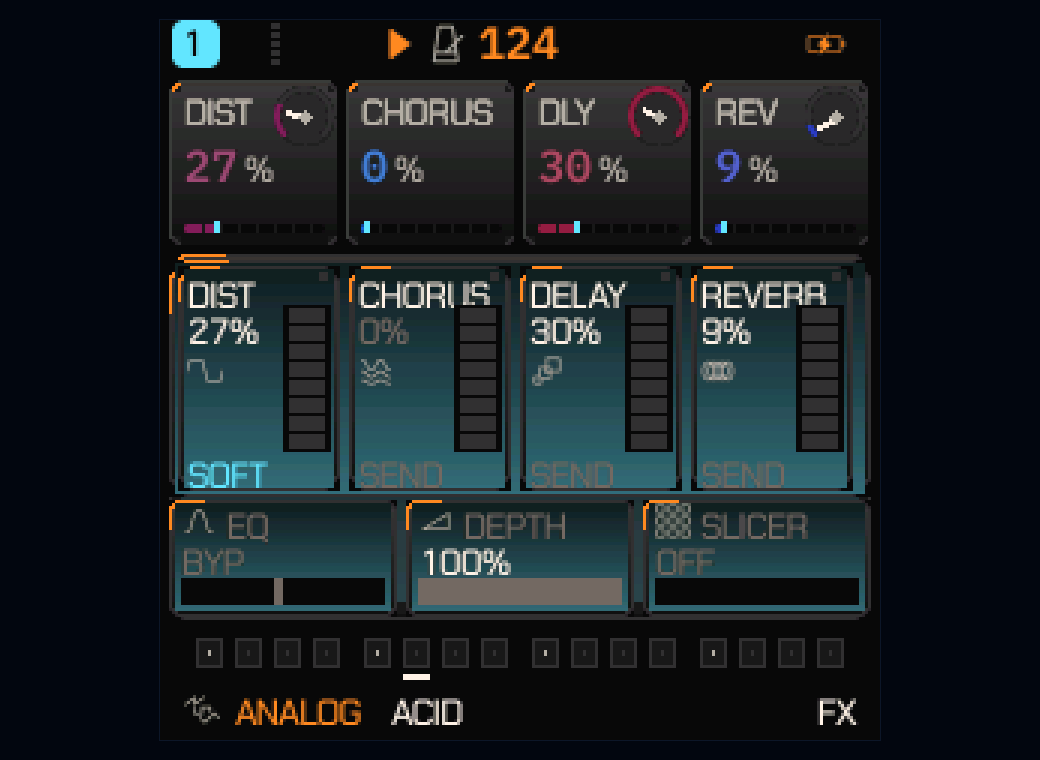 1 124
DIST CHORUS DLY REV
27% 0% 30% 9%
DIST CHORUS DELAY REVERB
27% 0% 30% 9%
SOFT SEND SEND SEND
EQ DEPTH SLICER
BYP 100% OFF
ANALOG ACID FX